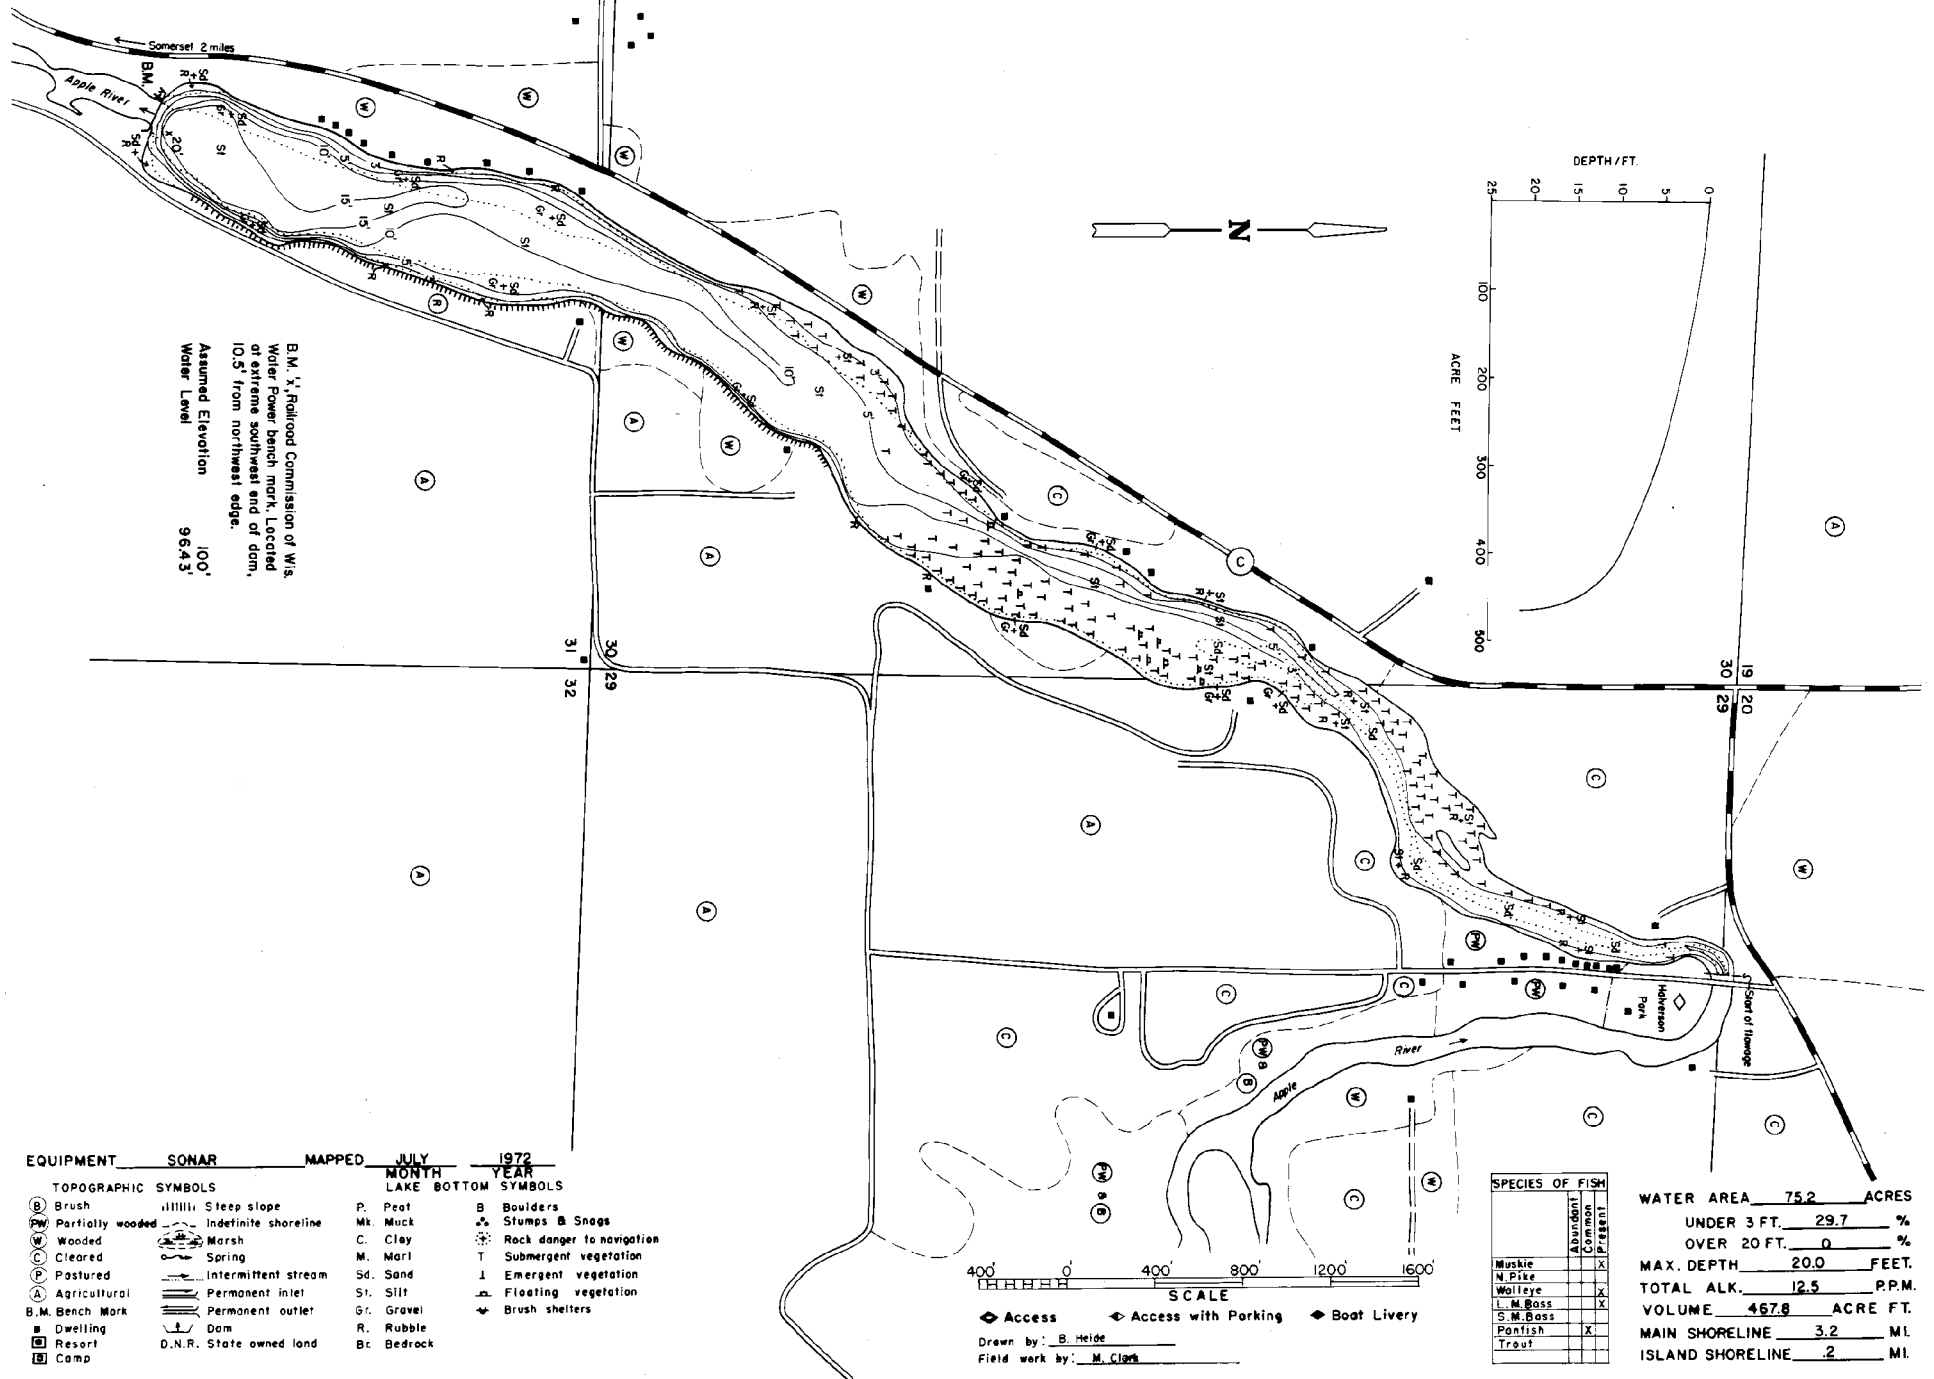 Somerset 2 miles
Apple River
B.M.
DEPTH/FT.
25 20 15 10 5 0
100
200
300
400
500
ACRE FEET
N
B.M. 'x', Railroad Commission of Wis.
Water Power bench mark. Located
at extreme southwest end of dam,
10.5' from northwest edge.
Assumed Elevation 100'
Water Level 96.43'
31 30
32 29
30 19
29 20
C
Halverson
Park
Start of flowage
River
Apple
EQUIPMENT SONAR MAPPED JULY 1972
MONTH YEAR
TOPOGRAPHIC SYMBOLS
B Brush
PW Partially wooded
W Wooded
C Cleared
P Pastured
A Agricultural
B.M. Bench Mark
Dwelling
Resort
Camp
Steep slope
Indefinite shoreline
Marsh
Spring
Intermittent stream
Permanent inlet
Permanent outlet
Dam
D.N.R. State owned land
LAKE BOTTOM SYMBOLS
P. Peat
Mk. Muck
C. Clay
M. Marl
Sd. Sand
St. Silt
Gr. Gravel
R. Rubble
Br. Bedrock
B Boulders
Stumps & Snags
Rock danger to navigation
T Submergent vegetation
Emergent vegetation
Floating vegetation
Brush shelters
400' 0 400' 800' 1200' 1600'
SCALE
Access Access with Parking Boat Livery
Drawn by: B. Heide
Field work by: M. Clark
SPECIES OF FISH
Abundant
Common
Present
Muskie X
N. Pike
Walleye X
L.M.Bass X
S.M.Bass
Panfish X
Trout
WATER AREA 75.2 ACRES
UNDER 3 FT. 29.7 %
OVER 20 FT. 0 %
MAX. DEPTH 20.0 FEET.
TOTAL ALK. 12.5 P.P.M.
VOLUME 467.8 ACRE FT.
MAIN SHORELINE 3.2 MI.
ISLAND SHORELINE .2 MI.